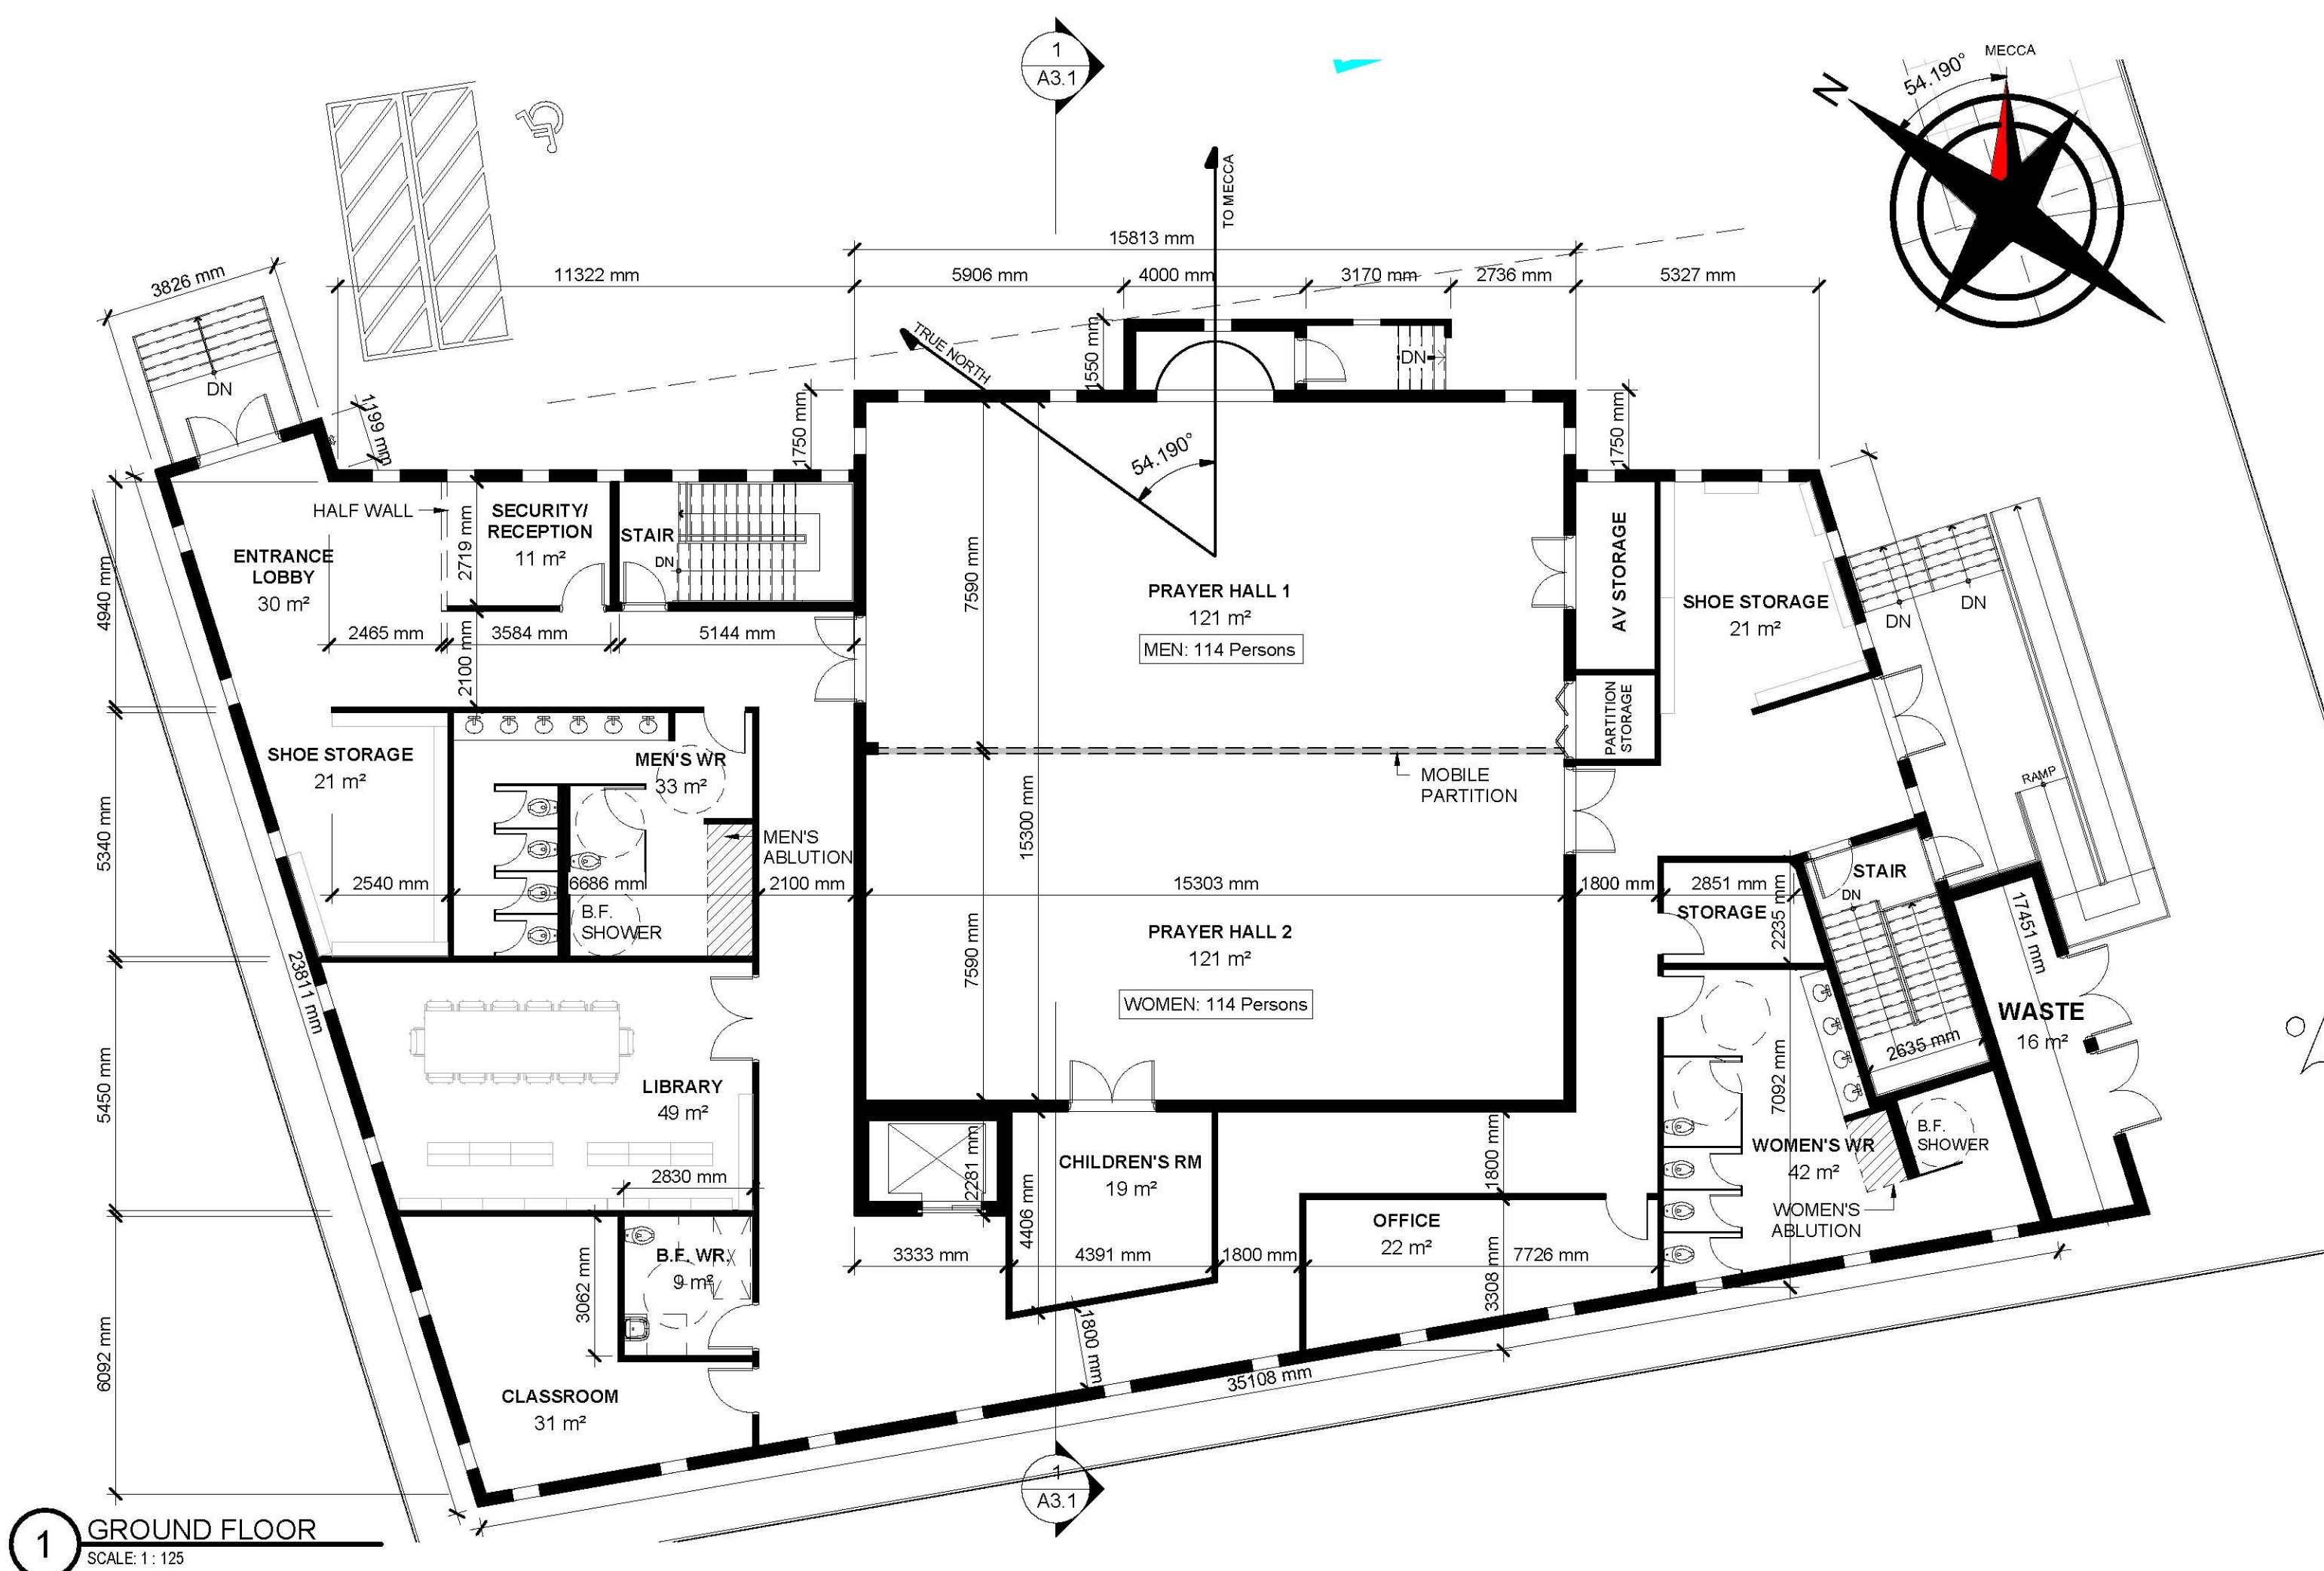 1
A3.1
MECCA
54.190°
N
TO MECCA
15813 mm
11322 mm
5906 mm
4000 mm
3170 mm
2736 mm
5327 mm
3826 mm
DN
1199 mm
1550 mm
TRUE NORTH
DN
1750 mm
1750 mm
54.190°
HALF WALL
SECURITY/
RECEPTION
11 m²
STAIR
DN
2719 mm
ENTRANCE
LOBBY
30 m²
4940 mm
7590 mm
PRAYER HALL 1
121 m²
MEN: 114 Persons
AV STORAGE
SHOE STORAGE
21 m²
DN
DN
2465 mm
3584 mm
5144 mm
2100 mm
PARTITION
STORAGE
SHOE STORAGE
21 m²
MEN'S WR
33 m²
MOBILE
PARTITION
RAMP
5340 mm
15300 mm
MEN'S
ABLUTION
2540 mm
6686 mm
2100 mm
15303 mm
1800 mm
2851 mm
STAIR
DN
B.F.
SHOWER
STORAGE
2235 mm
17451 mm
23811 mm
PRAYER HALL 2
121 m²
WOMEN: 114 Persons
7590 mm
WASTE
16 m²
2635 mm
5450 mm
LIBRARY
49 m²
7092 mm
B.F.
SHOWER
WOMEN'S WR
42 m²
CHILDREN'S RM
19 m²
2281 mm
1800 mm
2830 mm
4406 mm
WOMEN'S
ABLUTION
OFFICE
22 m²
B.F. WR.
9 m²
3333 mm
4391 mm
1800 mm
7726 mm
3062 mm
3308 mm
1800 mm
6092 mm
35108 mm
CLASSROOM
31 m²
1
A3.1
1
GROUND FLOOR
SCALE: 1 : 125